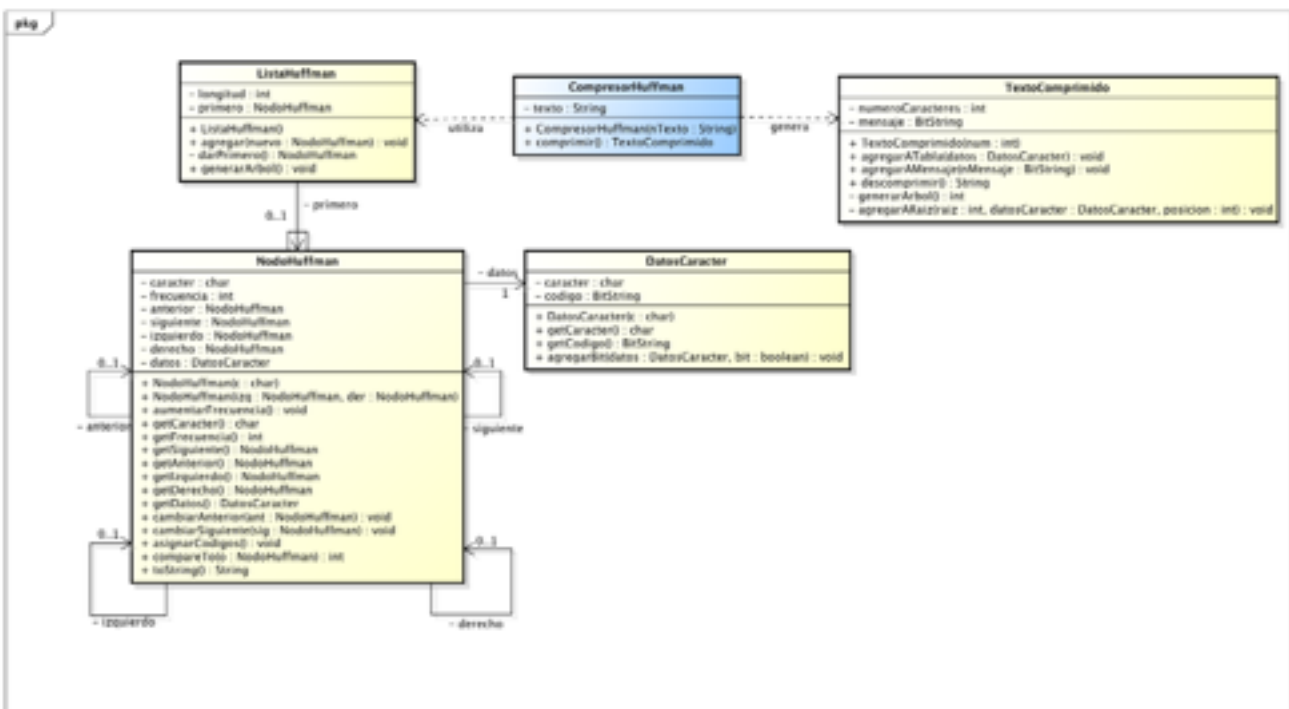 pkg
ListaHuffman
- longitud : int
- primero : NodoHuffman
+ ListaHuffman()
+ agregar(nuevo : NodoHuffman) : void
- darPrimero() : NodoHuffman
+ generarArbol() : void
CompresorHuffman
- texto : String
+ CompresorHuffman(nTexto : String)
+ comprimir() : TextoComprimido
utiliza
genera
TextoComprimido
- numeroCaracteres : int
- mensaje : BitString
+ TextoComprimido(num : int)
+ agregarATabla(datos : DatosCaracter) : void
+ agregarAMensaje(nMensaje : BitString) : void
+ descomprimir() : String
- generarArbol() : int
- agregarARaiz(raiz : int, datosCaracter : DatosCaracter, posicion : int) : void
- primero
0..1
NodoHuffman
- caracter : char
- frecuencia : int
- anterior : NodoHuffman
- siguiente : NodoHuffman
- izquierdo : NodoHuffman
- derecho : NodoHuffman
- datos : DatosCaracter
+ NodoHuffman(c : char)
+ NodoHuffman(izq : NodoHuffman, der : NodoHuffman)
+ aumentarFrecuencia() : void
+ getCaracter() : char
+ getFrecuencia() : int
+ getSiguiente() : NodoHuffman
+ getAnterior() : NodoHuffman
+ getIzquierdo() : NodoHuffman
+ getDerecho() : NodoHuffman
+ getDatos() : DatosCaracter
+ cambiarAnterior(ant : NodoHuffman) : void
+ cambiarSiguiente(sig : NodoHuffman) : void
+ asignarCodigos() : void
+ compareTo(o : NodoHuffman) : int
+ toString() : String
- datos
1
DatosCaracter
- caracter : char
- codigo : BitString
+ DatosCaracter(c : char)
+ getCaracter() : char
+ getCodigo() : BitString
+ agregarBit(datos : DatosCaracter, bit : boolean) : void
0..1
- anterior
0..1
- siguiente
0..1
- izquierdo
0..1
- derecho